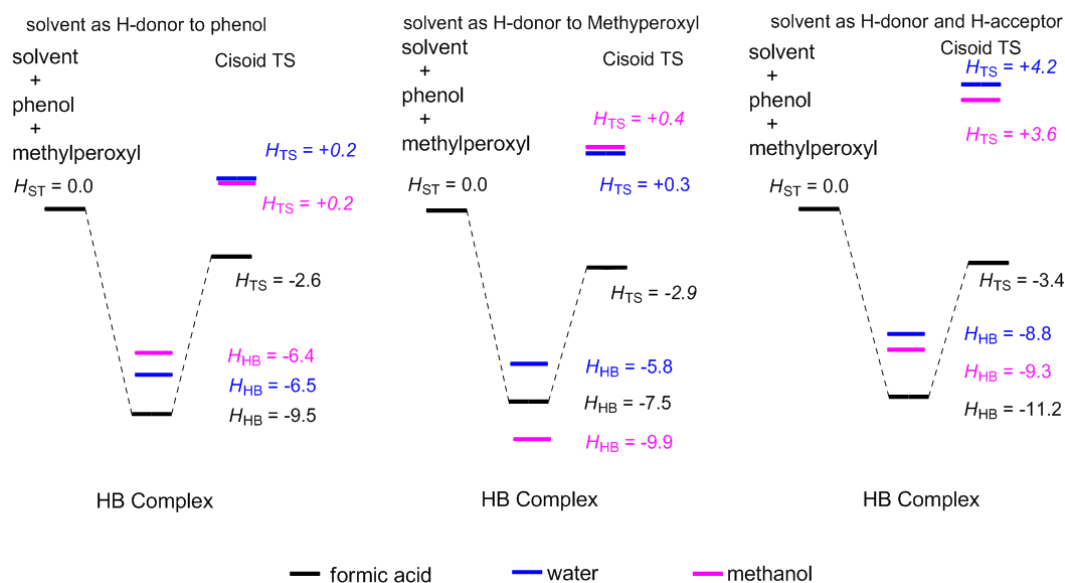 solvent as H-donor to phenol
solvent
+
phenol
+
methylperoxyl
Cisoid TS
HTS = +0.2
HST = 0.0
HTS = +0.2
HTS = -2.6
HHB = -6.4
HHB = -6.5
HHB = -9.5
HB Complex
solvent as H-donor to Methyperoxyl
solvent
+
phenol
+
methylperoxyl
Cisoid TS
HTS = +0.4
HST = 0.0
HTS = +0.3
HTS = -2.9
HHB = -5.8
HHB = -7.5
HHB = -9.9
HB Complex
solvent as H-donor and H-acceptor
solvent
+
phenol
+
methylperoxyl
Cisoid TS
HTS = +4.2
HTS = +3.6
HST = 0.0
HTS = -3.4
HHB = -8.8
HHB = -9.3
HHB = -11.2
HB Complex
formic acid
water
methanol